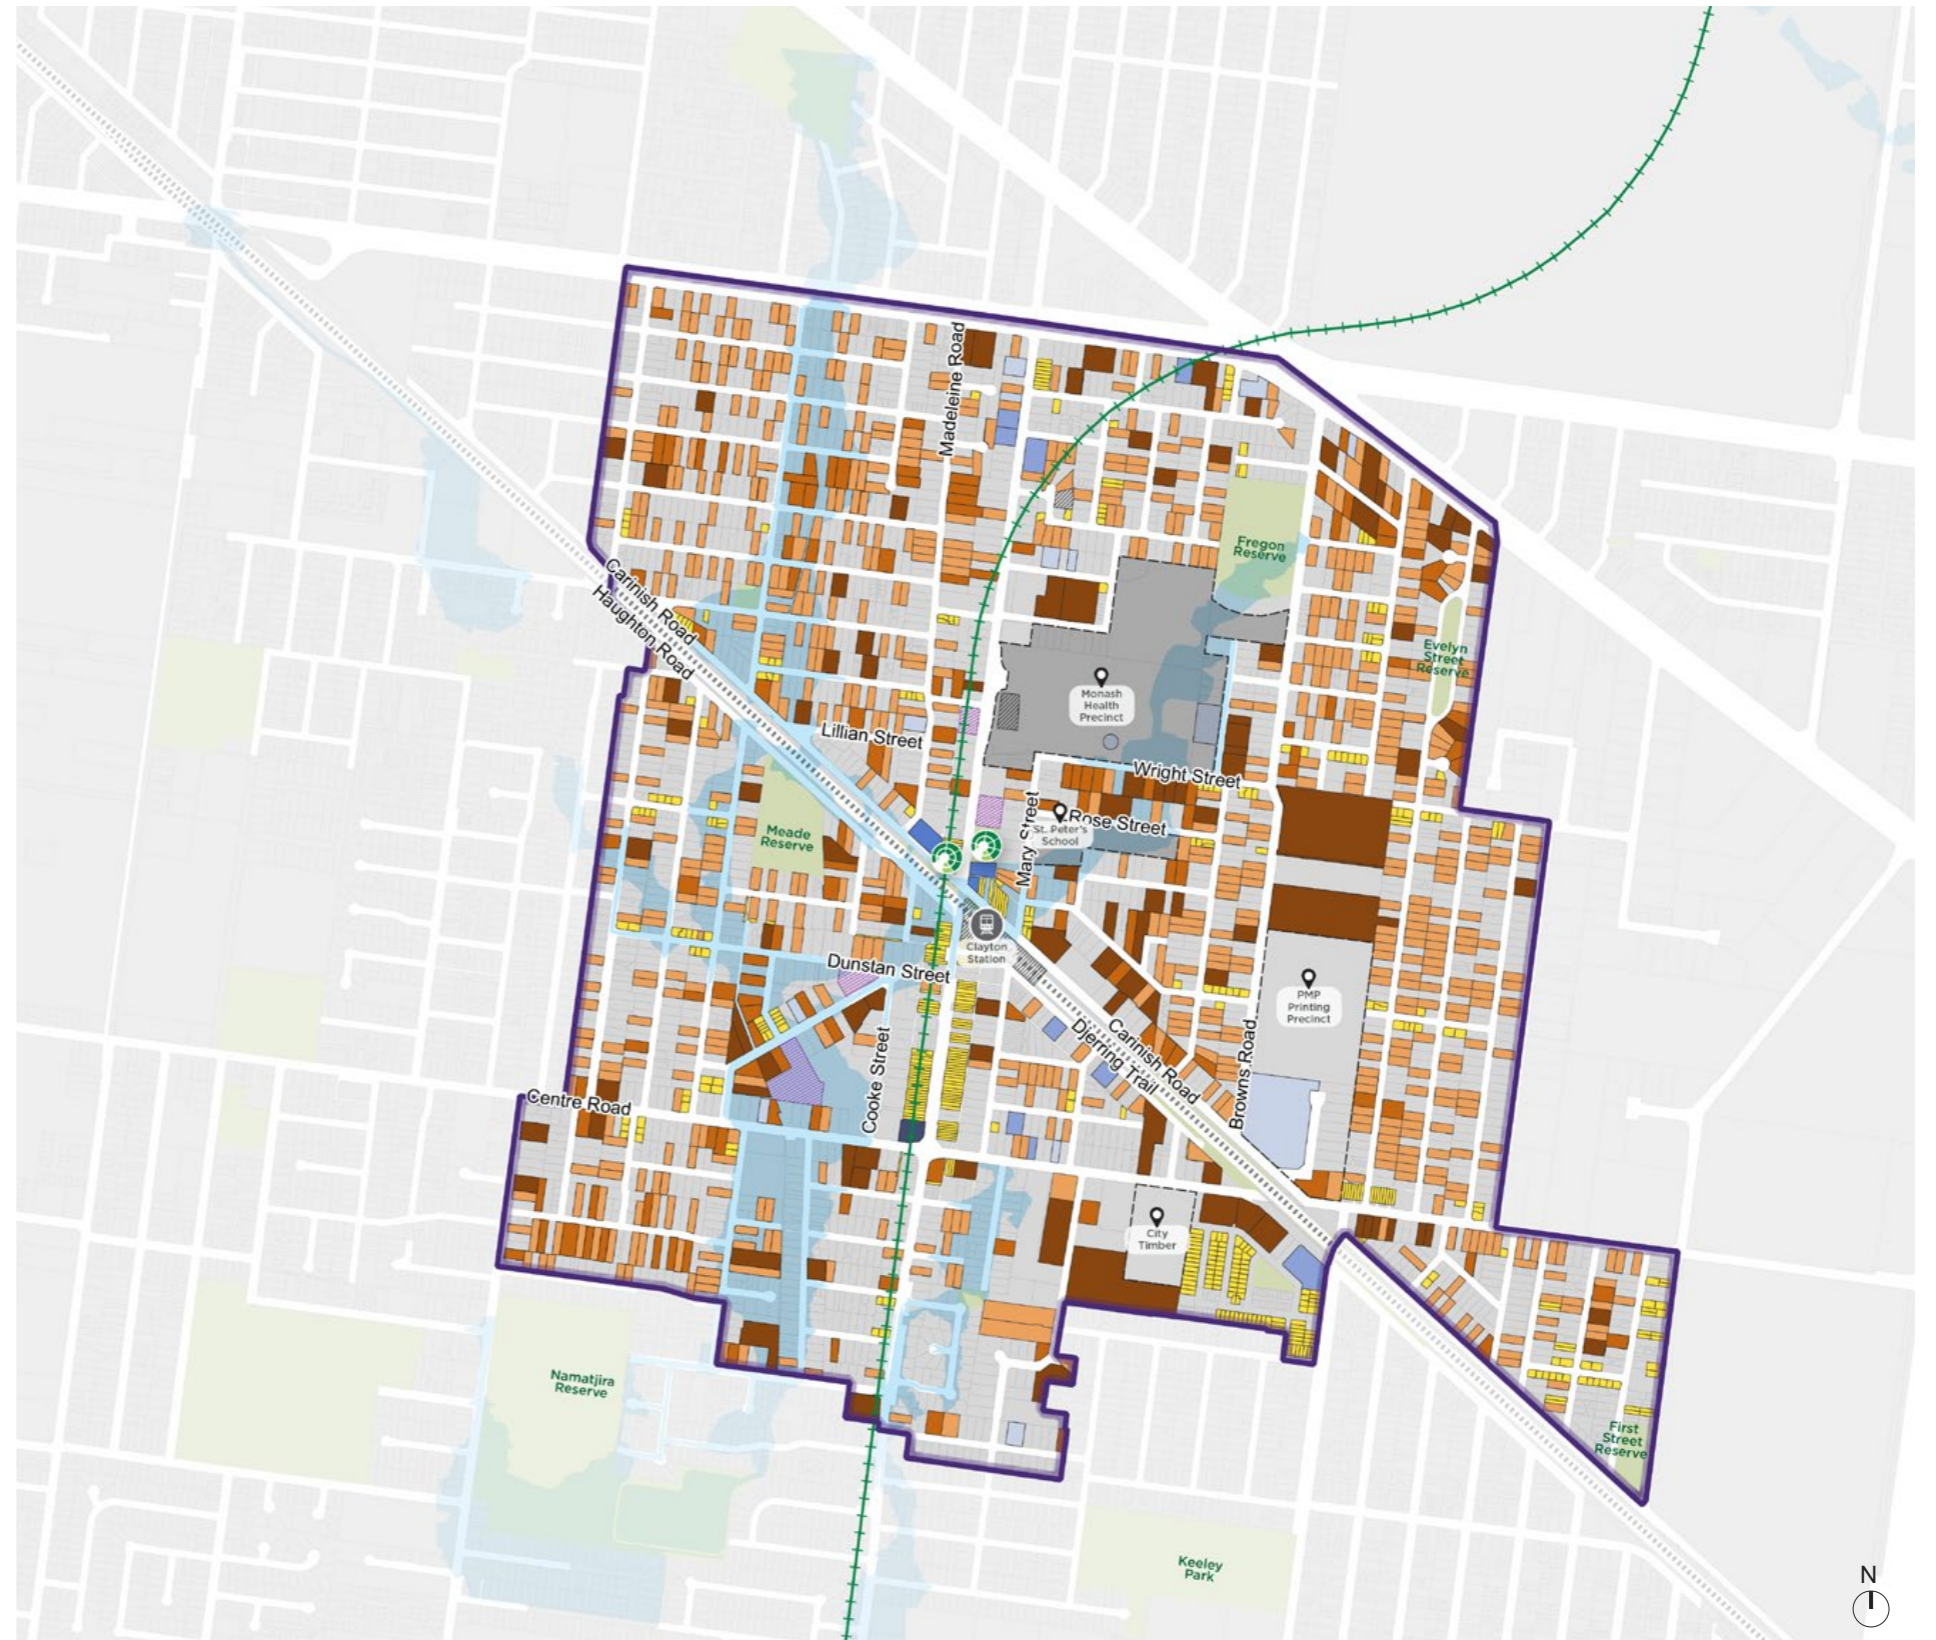 Madeleine Road
Fregon
Reserve
Carinish Road
Haughton Road
Evelyn
Street
Reserve
Monash
Health
Precinct
Lillian Street
Wright Street
Mary Street
Rose Street
St. Peter's
School
Meade
Reserve
Clayton
Station
Dunstan Street
PMP
Printing
Precinct
Cooke Street
Carinish Road
Djerring Trail
Browns Road
Centre Road
City
Timber
Namatjira
Reserve
First
Street
Reserve
Keeley
Park
N